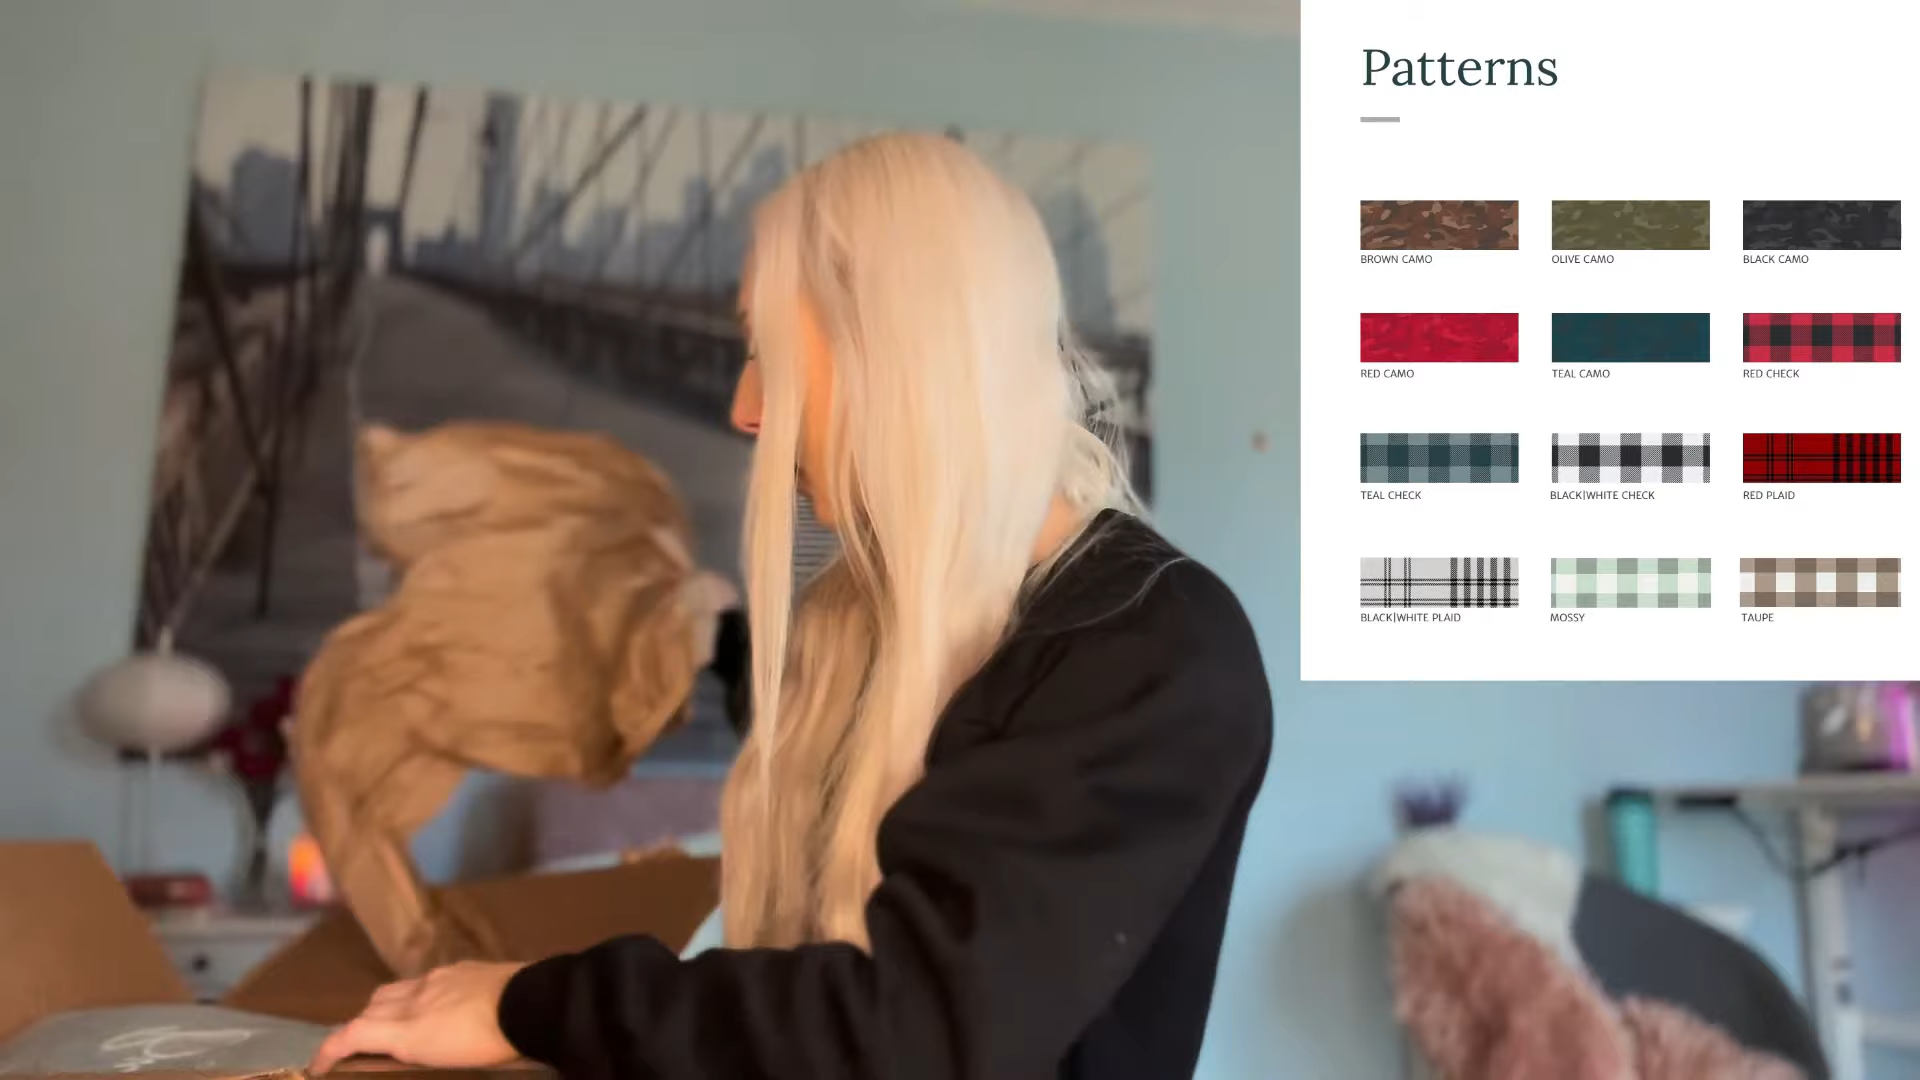 Patterns
BROWN CAMO
OLIVE CAMO
BLACK CAMO
RED CAMO
TEAL CAMO
RED CHECK
TEAL CHECK
BLACK|WHITE CHECK
RED PLAID
BLACK|WHITE PLAID
MOSSY
TAUPE